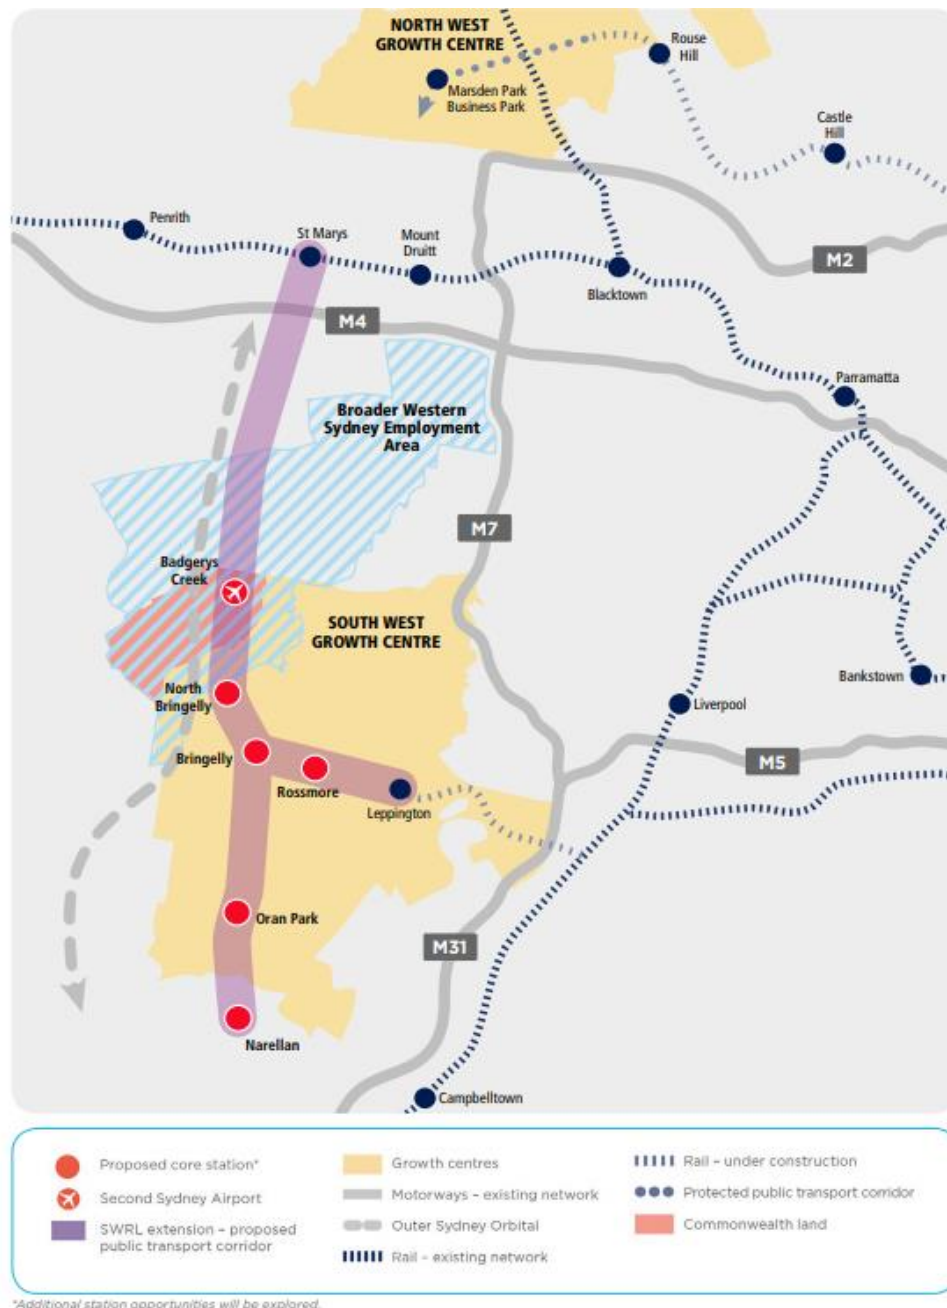 NORTH WEST
GROWTH CENTRE
Rouse
Hill
Marsden Park
Business Park
Castle
Hill
Penrith
St Marys
Mount
Druitt
M2
Blacktown
M4
Parramatta
Broader Western
Sydney Employment
Area
M7
Badgerys
Creek
SOUTH WEST
GROWTH CENTRE
North
Bringelly
Bankstown
Liverpool
Bringelly
M5
Rossmore
Leppington
Oran Park
M31
Narellan
Campbelltown
Proposed core station*
Second Sydney Airport
SWRL extension – proposed
public transport corridor
Growth centres
Motorways – existing network
Outer Sydney Orbital
Rail – existing network
Rail – under construction
Protected public transport corridor
Commonwealth land
*Additional station opportunities will be explored.